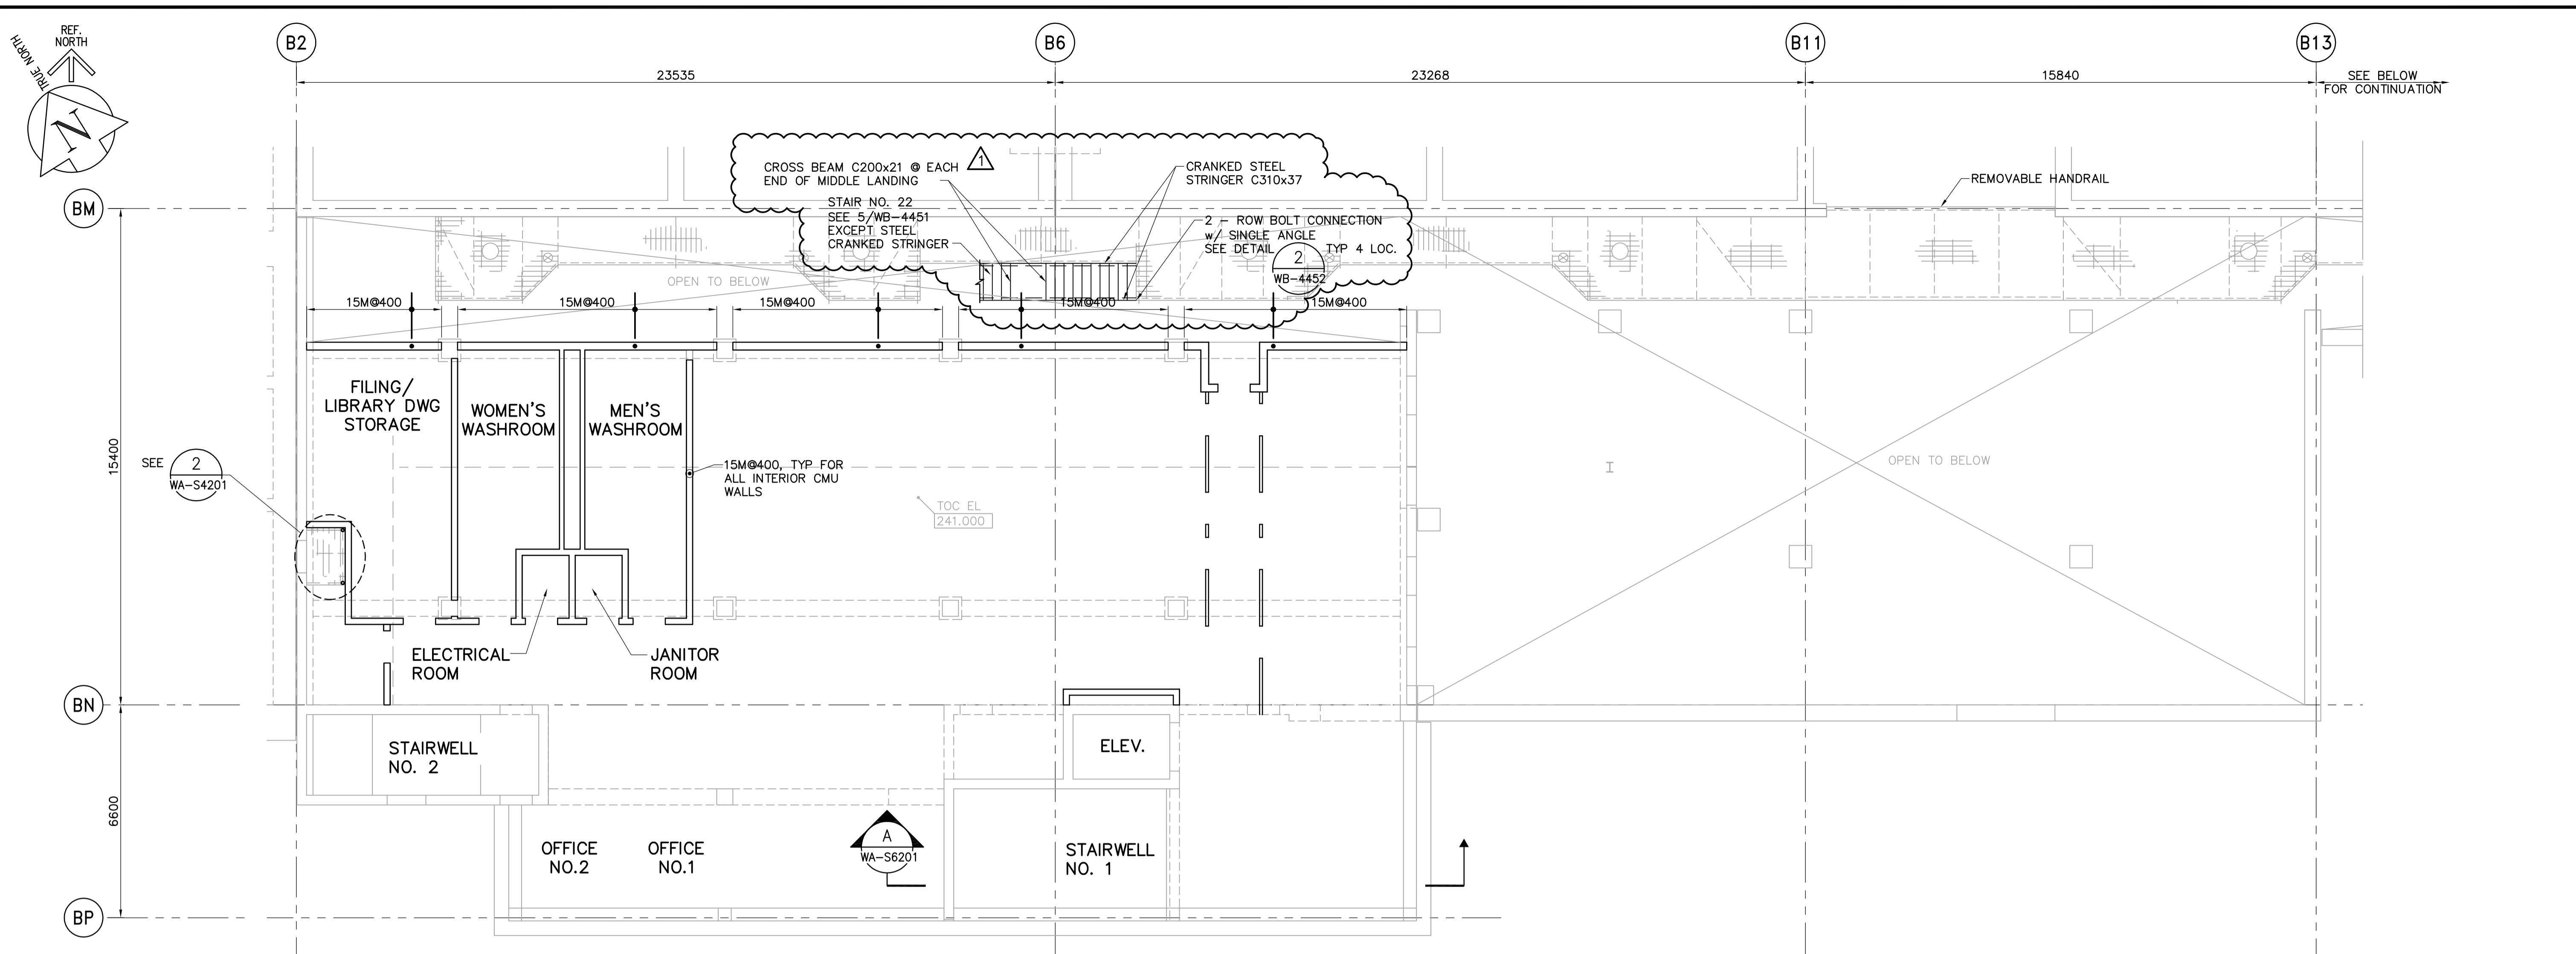 REF.
NORTH
TRUE NORTH
N
B2
B6
B11
B13
23535
23268
15840
SEE BELOW
FOR CONTINUATION
CROSS BEAM C200x21 @ EACH
END OF MIDDLE LANDING
1
CRANKED STEEL
STRINGER C310x37
REMOVABLE HANDRAIL
BM
STAIR NO. 22
SEE 5/WB-4451
EXCEPT STEEL
CRANKED STRINGER
2 - ROW BOLT CONNECTION
w/ SINGLE ANGLE
SEE DETAIL
2
WB-4452
TYP 4 LOC.
OPEN TO BELOW
15M@400
15M@400
15M@400
15M@400
15M@400
FILING/
LIBRARY DWG
STORAGE
WOMEN'S
WASHROOM
MEN'S
WASHROOM
15400
SEE
2
WA-S4201
15M@400, TYP FOR
ALL INTERIOR CMU
WALLS
TOC EL
241.000
I
OPEN TO BELOW
ELECTRICAL
ROOM
JANITOR
ROOM
BN
STAIRWELL
NO. 2
ELEV.
6600
OFFICE
NO.2
OFFICE
NO.1
A
WA-S6201
STAIRWELL
NO. 1
BP